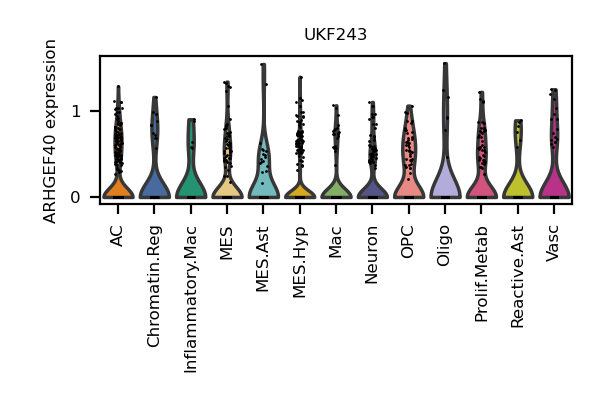 UKF243
ARHGEF40 expression
1
0
AC
Chromatin.Reg
Inflammatory.Mac
MES
MES.Ast
MES.Hyp
Mac
Neuron
OPC
Oligo
Prolif.Metab
Reactive.Ast
Vasc